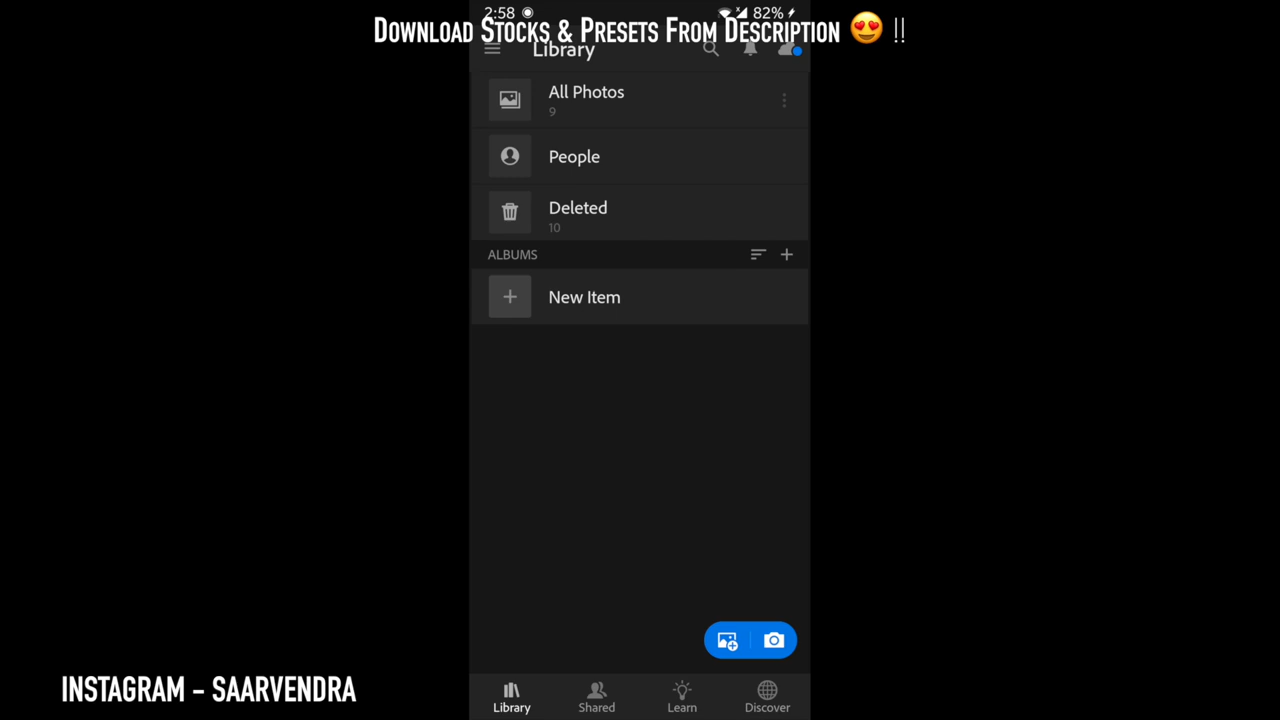 2:58 82%
Download Stocks & Presets From Description 😍 !!
Library
All Photos
9
People
Deleted
10
ALBUMS
New Item
INSTAGRAM - SAARVENDRA
Library Shared Learn Discover